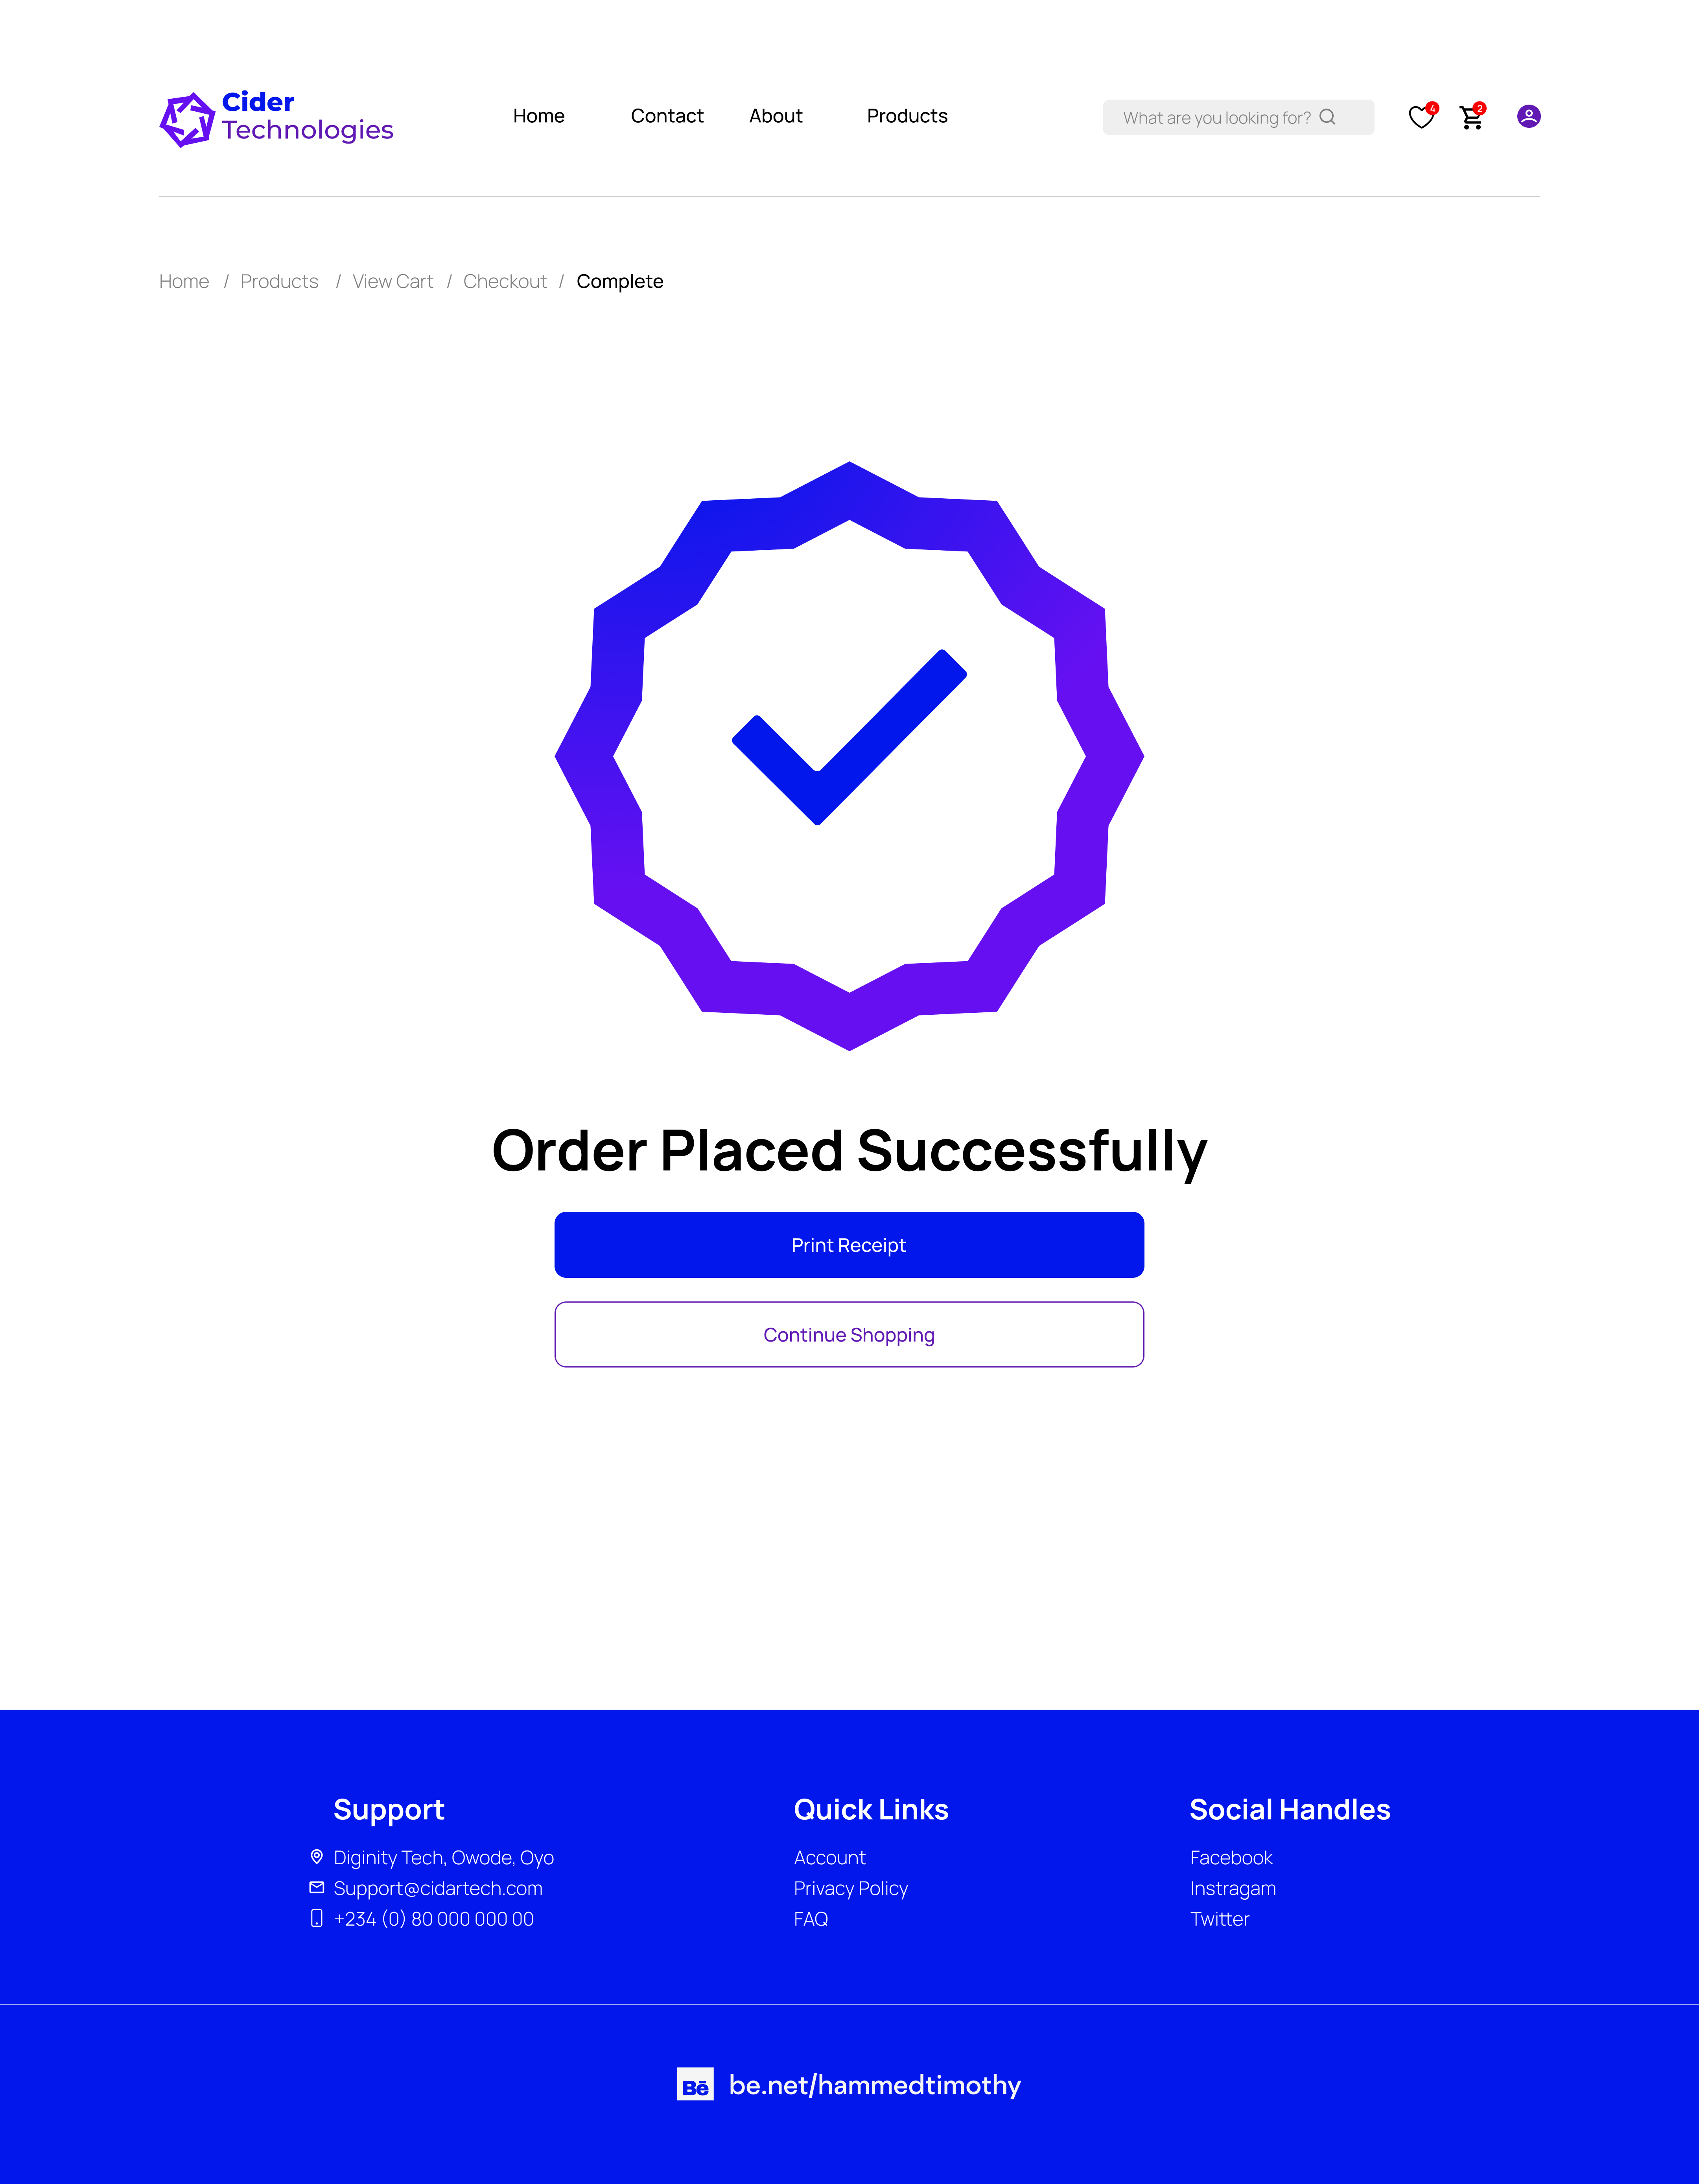 Cider
Technologies
Home Contact About Products
What are you looking for?
4
2
Home / Products / View Cart / Checkout / Complete
Order Placed Successfully
Print Receipt
Continue Shopping
Support
Diginity Tech, Owode, Oyo
Support@cidartech.com
+234 (0) 80 000 000 00
Quick Links
Account
Privacy Policy
FAQ
Social Handles
Facebook
Instragam
Twitter
Bē be.net/hammedtimothy